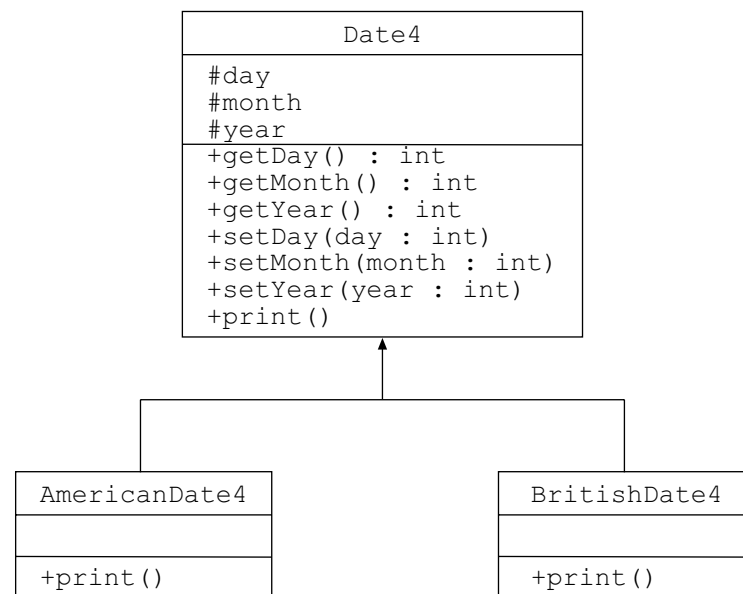 Date4
#day
#month
#year
+getDay() : int
+getMonth() : int
+getYear() : int
+setDay(day : int)
+setMonth(month : int)
+setYear(year : int)
+print()
AmericanDate4
+print()
BritishDate4
+print()